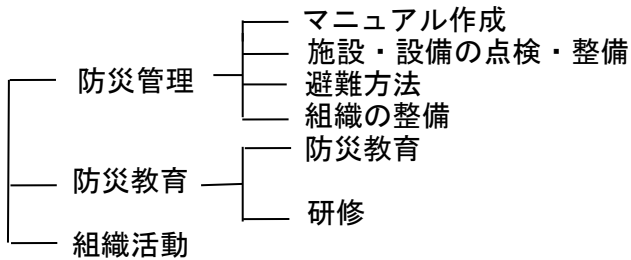 防災管理
マニュアル作成
施設・設備の点検・整備
避難方法
組織の整備
防災教育
防災教育
研修
組織活動